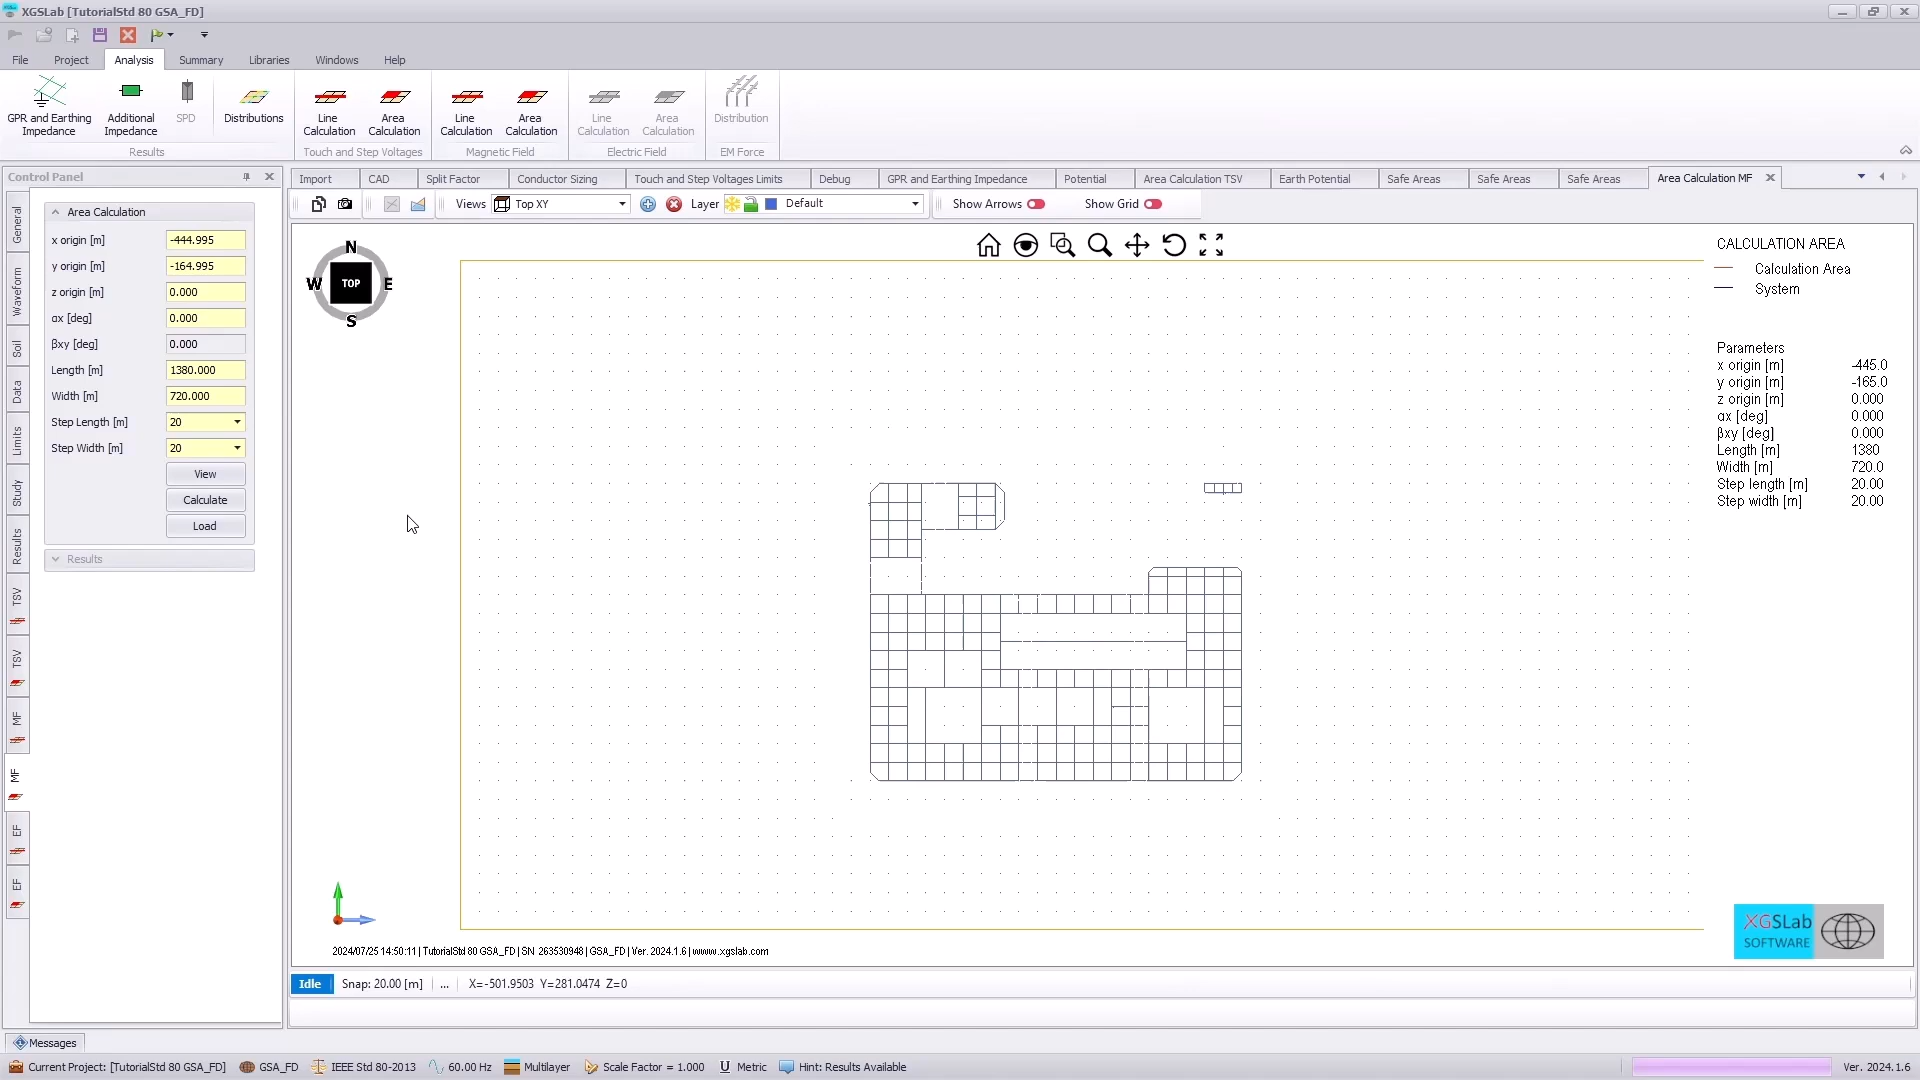 XGSLab [TutorialStd 80 GSA_FD]
File Project Analysis Summary Libraries Windows Help
GPR and Earthing Impedance
Additional Impedance
SPD
Distributions
Line Calculation
Area Calculation
Line Calculation
Area Calculation
Line Calculation
Area Calculation
Distribution
Results
Touch and Step Voltages
Magnetic Field
Electric Field
EM Force
Control Panel
Import CAD Split Factor Conductor Sizing Touch and Step Voltages Limits Debug GPR and Earthing Impedance Potential Area Calculation TSV Earth Potential Safe Areas Safe Areas Safe Areas Area Calculation MF
Views Top XY Layer Default Show Arrows Show Grid
General
Waveform
Soil
Data
Limits
Study
Results
TSV
TSV
MF
MF
EF
EF
Area Calculation
x origin [m] -444.995
y origin [m] -164.995
z origin [m] 0.000
αx [deg] 0.000
βxy [deg] 0.000
Length [m] 1380.000
Width [m] 720.000
Step Length [m] 20
Step Width [m] 20
View
Calculate
Load
Results
N
W TOP E
S
CALCULATION AREA
Calculation Area
System
Parameters
x origin [m] -445.0
y origin [m] -165.0
z origin [m] 0.000
αx [deg] 0.000
βxy [deg] 0.000
Length [m] 1380
Width [m] 720.0
Step length [m] 20.00
Step width [m] 20.00
XGSLab
SOFTWARE
2024/07/25 14:50:11 | TutorialStd 80 GSA_FD | SN 263530948 | GSA_FD | Ver. 2024.1.6 | wwww.xgslab.com
Idle Snap: 20.00 [m] ... X=-501.9503 Y=281.0474 Z=0
Messages
Current Project: [TutorialStd 80 GSA_FD] GSA_FD IEEE Std 80-2013 60.00 Hz Multilayer Scale Factor = 1.000 U Metric Hint: Results Available Ver. 2024.1.6